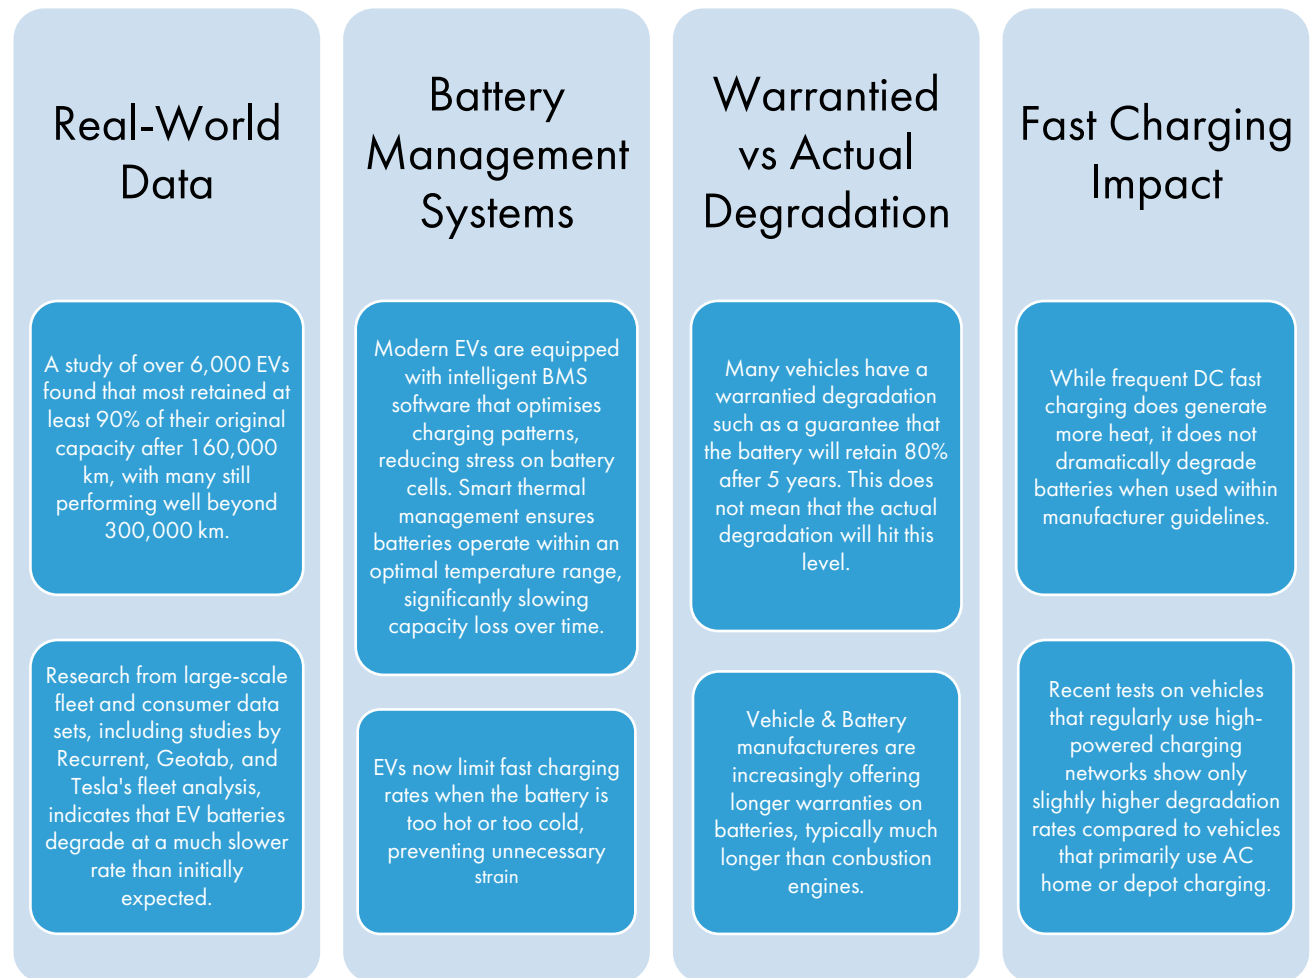 Real-World
Data
A study of over 6,000 EVs
found that most retained at
least 90% of their original
capacity after 160,000
km, with many still
performing well beyond
300,000 km.
Research from large-scale
fleet and consumer data
sets, including studies by
Recurrent, Geotab, and
Tesla's fleet analysis,
indicates that EV batteries
degrade at a much slower
rate than initially
expected.
Battery
Management
Systems
Modern EVs are equipped
with intelligent BMS
software that optimises
charging patterns,
reducing stress on battery
cells. Smart thermal
management ensures
batteries operate within an
optimal temperature range,
significantly slowing
capacity loss over time.
EVs now limit fast charging
rates when the battery is
too hot or too cold,
preventing unnecessary
strain
Warrantied
vs Actual
Degradation
Many vehicles have a
warrantied degradation
such as a guarantee that
the battery will retain 80%
after 5 years. This does
not mean that the actual
degradation will hit this
level.
Vehicle & Battery
manufactureres are
increasingly offering
longer warranties on
batteries, typically much
longer than conbustion
engines.
Fast Charging
Impact
While frequent DC fast
charging does generate
more heat, it does not
dramatically degrade
batteries when used within
manufacturer guidelines.
Recent tests on vehicles
that regularly use high-
powered charging
networks show only
slightly higher degradation
rates compared to vehicles
that primarily use AC
home or depot charging.